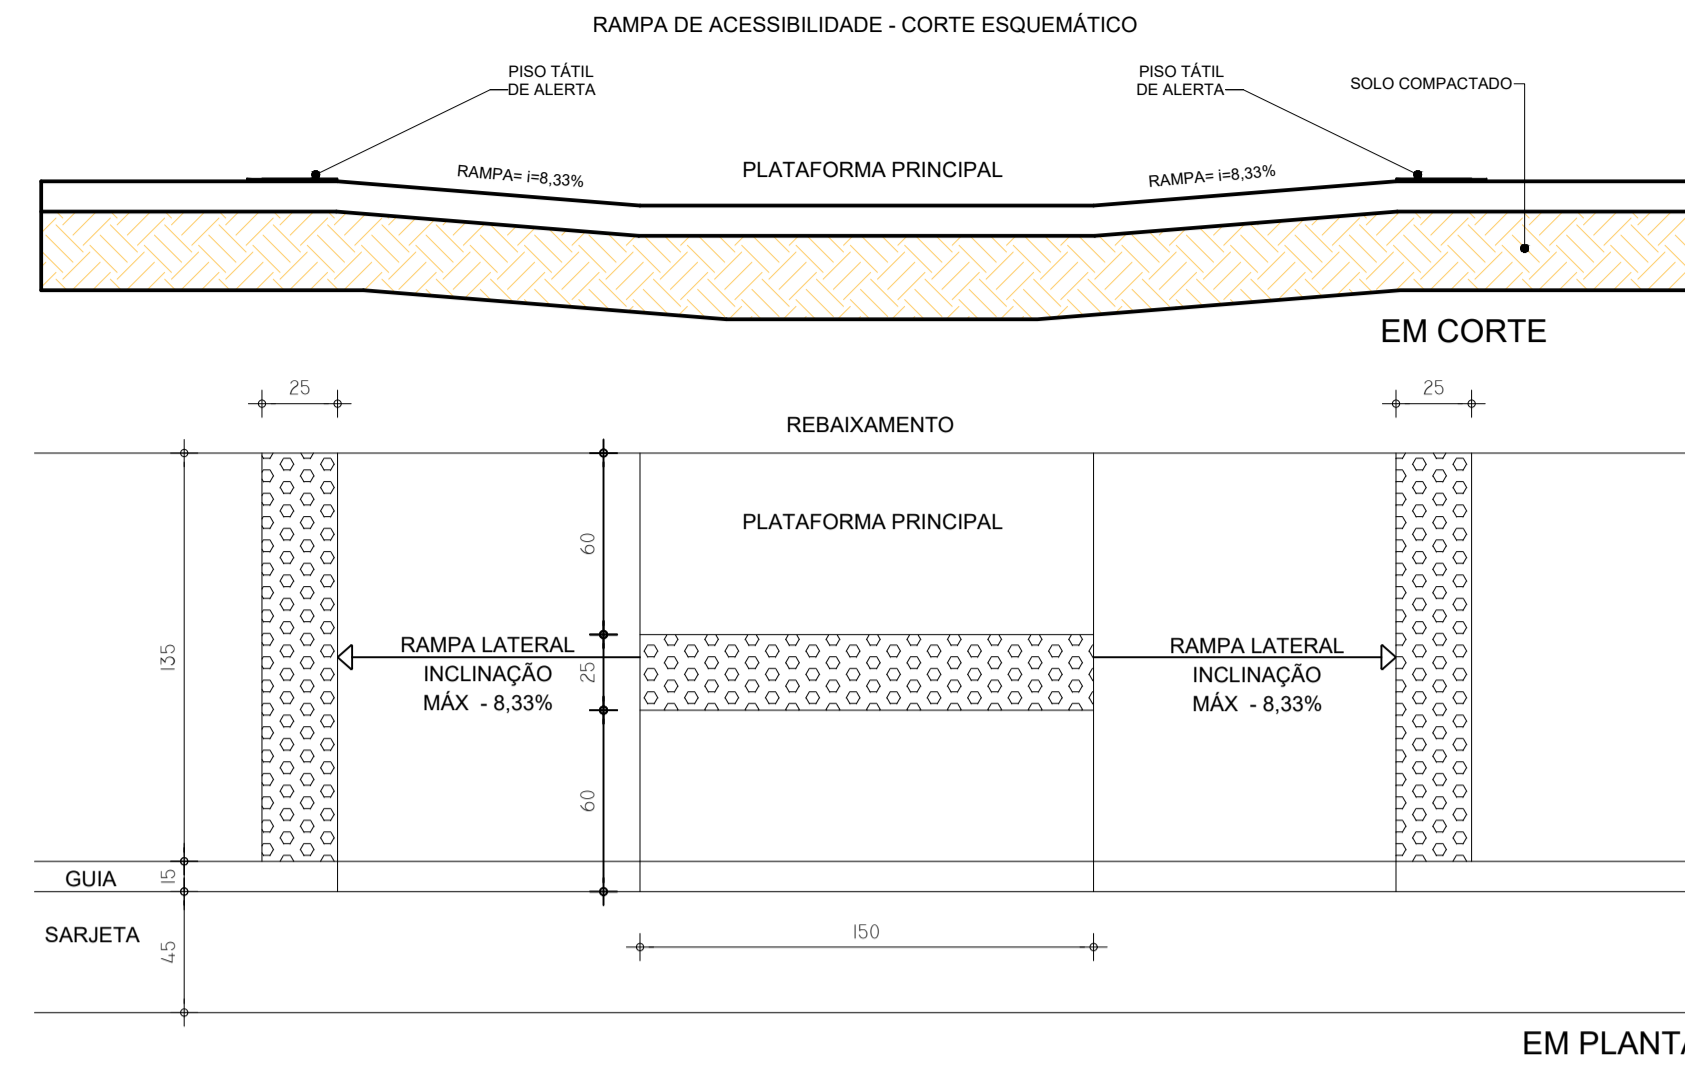 RAMPA DE ACESSIBILIDADE - CORTE ESQUEMÁTICO
PISO TÁTIL
DE ALERTA
PISO TÁTIL
DE ALERTA
SOLO COMPACTADO
RAMPA= i=8,33%
PLATAFORMA PRINCIPAL
RAMPA= i=8,33%
EM CORTE
25
25
REBAIXAMENTO
PLATAFORMA PRINCIPAL
60
135
RAMPA LATERAL
INCLINAÇÃO
MÁX - 8,33%
25
RAMPA LATERAL
INCLINAÇÃO
MÁX - 8,33%
60
GUIA
15
SARJETA
45
150
EM PLANTA